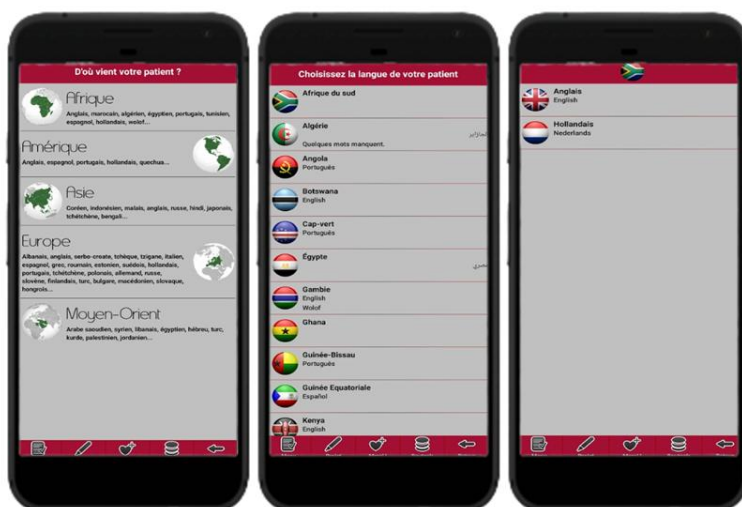 D'où vient votre patient ?
Afrique
Anglais, marocain, algérien, égyptien, portugais, tunisien,
espagnol, hollandais, wolof...
Amérique
Anglais, espagnol, portugais, hollandais, quechua...
Asie
Coréen, indonésien, malais, anglais, russe, hindi, japonais,
tchétchène, bengali...
Europe
Albanais, anglais, serbo-croate, tchèque, tzigane, italien,
espagnol, grec, roumain, estonien, suédois, hollandais,
portugais, tchétchène, polonais, allemand, russe,
slovène, finlandais, turc, bulgare, macédonien, slovaque,
hongrois...
Moyen-Orient
Arabe saoudien, syrien, libanais, égyptien, hébreu, turc,
kurde, palestinien, jordanien...
Choisissez la langue de votre patient
Afrique du sud
Algérie
Quelques mots manquent.
Angola
Português
Botswana
English
Cap-vert
Português
Égypte
مصري
Gambie
English
Wolof
Ghana
Guinée-Bissau
Português
Guinée Equatoriale
Español
Kenya
English
Anglais
English
Hollandais
Nederlands